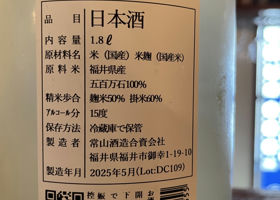 品目 日本酒
内容量 1.8ℓ
原材料名 米(国産) 米麹(国産米)
原料米 福井県産
五百万石100%
精米歩合 麹米50% 掛米60%
アルコール分 15度
保存方法 冷蔵庫で保管
製造者 常山酒造合資会社
福井県福井市御幸1-19-10
製造年月 2025年5月(Lot:DC109)